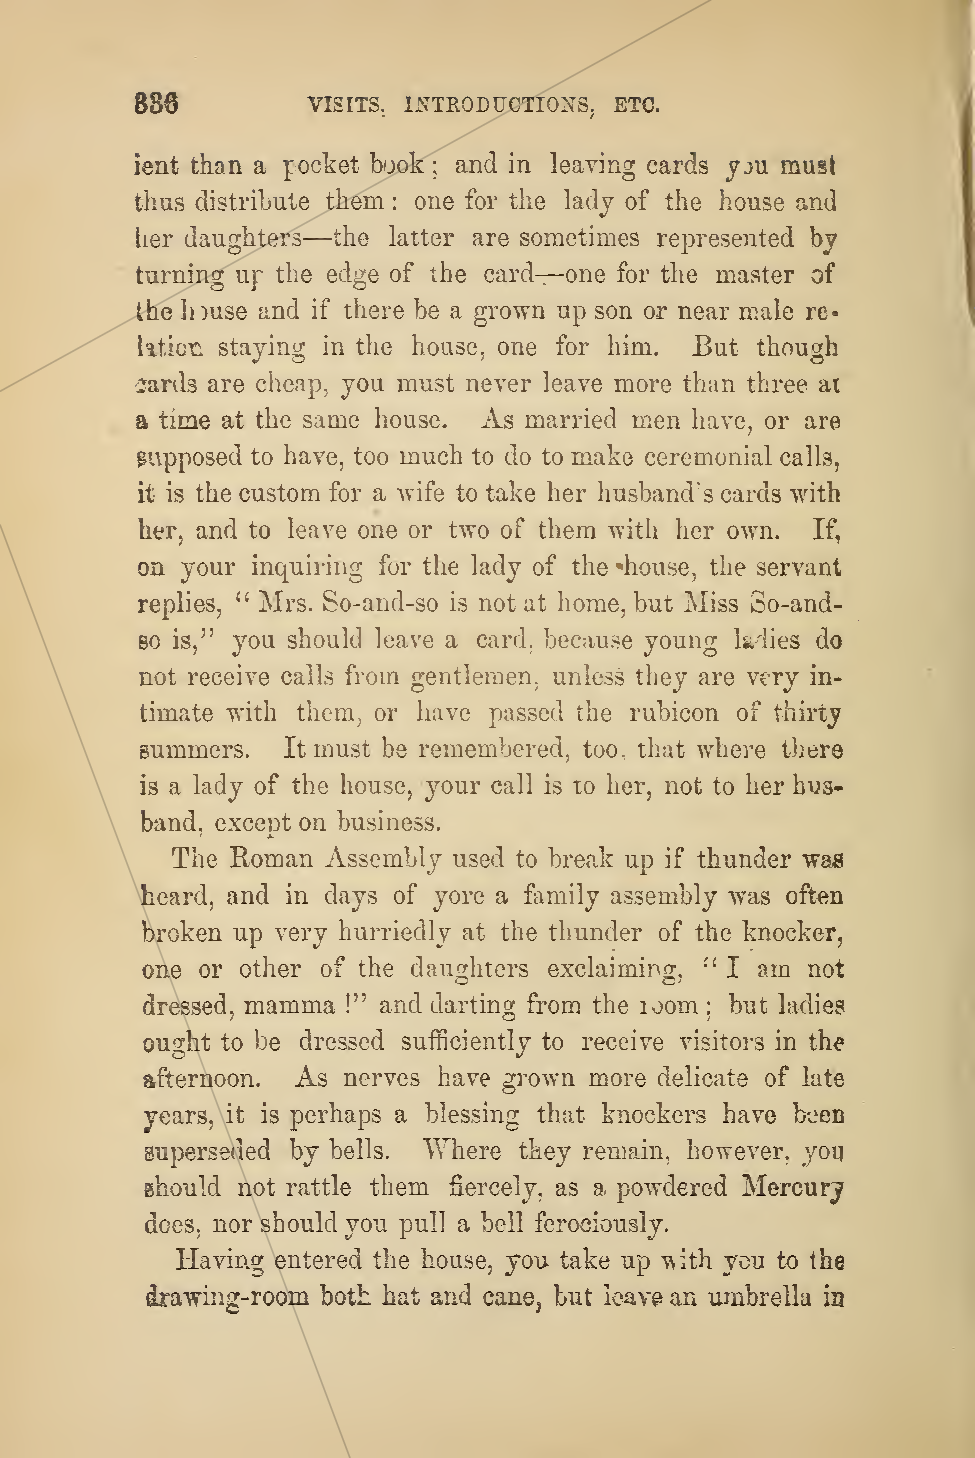 336 VISITS, INTRODUCTIONS, ETC.
ient than a pocket book; and in leaving cards you must
thus distribute them: one for the lady of the house and
her daughters—the latter are sometimes represented by
turning up the edge of the card—one for the master of
the house and if there be a grown up son or near male re-
lation staying in the house, one for him. But though
cards are cheap, you must never leave more than three at
a time at the same house. As married men have, or are
supposed to have, too much to do to make ceremonial calls,
it is the custom for a wife to take her husband's cards with
her, and to leave one or two of them with her own. If,
on your inquiring for the lady of the house, the servant
replies, “Mrs. So-and-so is not at home, but Miss So-and-
so is,” you should leave a card, because young ladies do
not receive calls from gentlemen, unless they are very in-
timate with them, or have passed the rubicon of thirty
summers. It must be remembered, too, that where there
is a lady of the house, your call is to her, not to her hus-
band, except on business.
The Roman Assembly used to break up if thunder was
heard, and in days of yore a family assembly was often
broken up very hurriedly at the thunder of the knocker,
one or other of the daughters exclaiming, “I am not
dressed, mamma!” and darting from the room; but ladies
ought to be dressed sufficiently to receive visitors in the
afternoon. As nerves have grown more delicate of late
years, it is perhaps a blessing that knockers have been
superseded by bells. Where they remain, however, you
should not rattle them fiercely, as a powdered Mercury
does, nor should you pull a bell ferociously.
Having entered the house, you take up with you to the
drawing-room both hat and cane, but leave an umbrella in